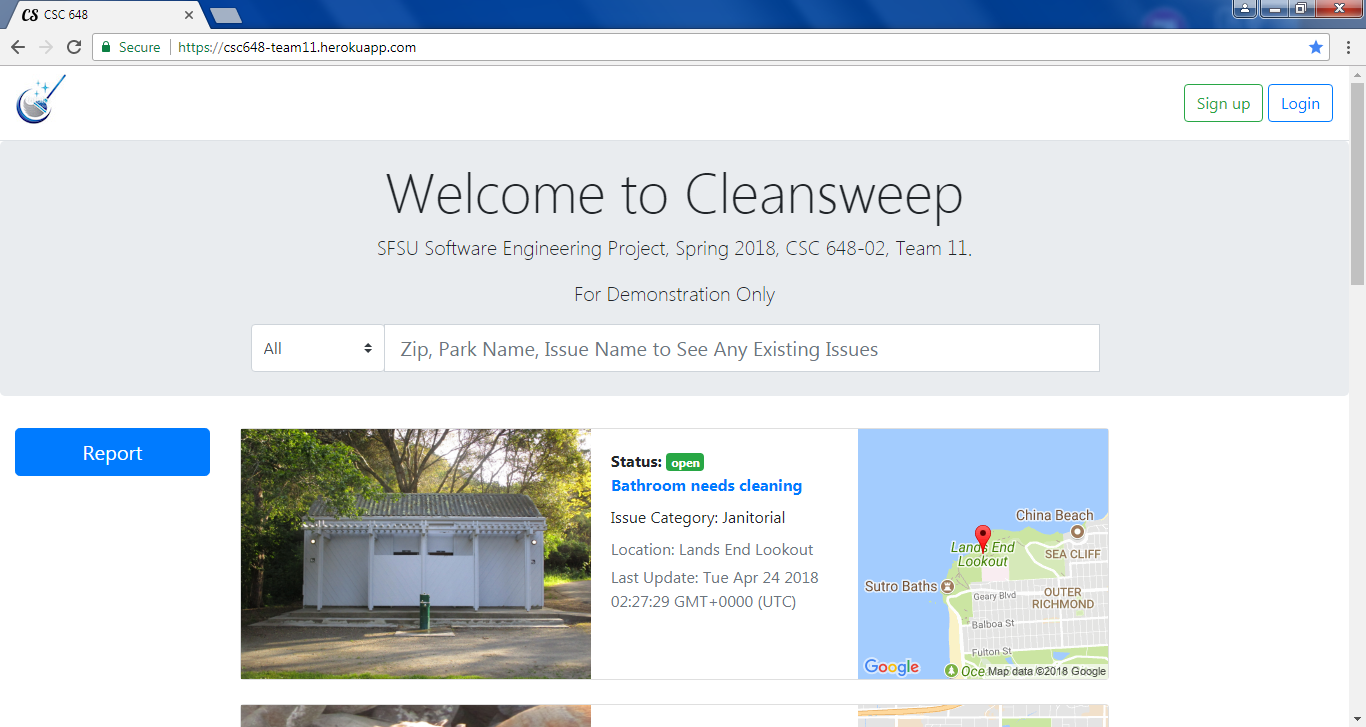 CS CSC 648
Secure https://csc648-team11.herokuapp.com
Sign up Login
Welcome to Cleansweep
SFSU Software Engineering Project, Spring 2018, CSC 648-02, Team 11.
For Demonstration Only
All Zip, Park Name, Issue Name to See Any Existing Issues
Report
Status: open
Bathroom needs cleaning
Issue Category: Janitorial
Location: Lands End Lookout
Last Update: Tue Apr 24 2018
02:27:29 GMT+0000 (UTC)
China Beach
Lands End
Lookout
SEA CLIFF
Sutro Baths
Geary Blvd
OUTER
RICHMOND
Balboa St
Fulton St
Google
Map data ©2018 Google